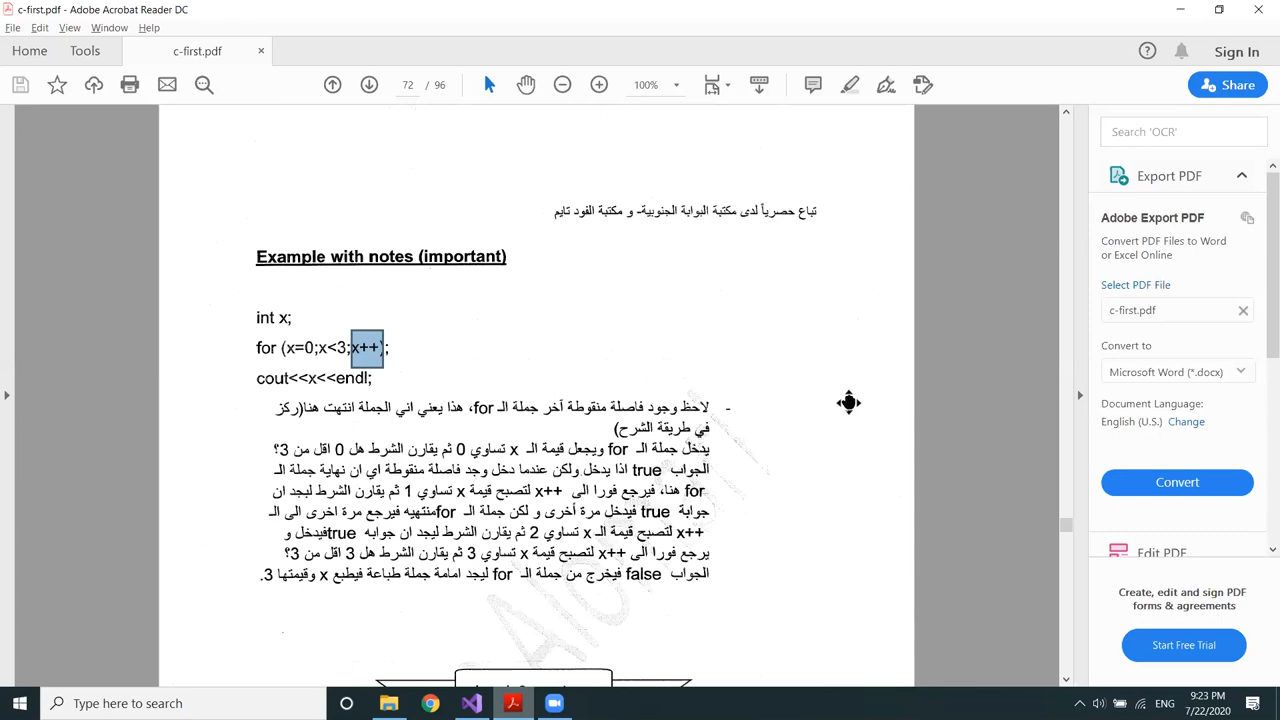 c-first.pdf - Adobe Acrobat Reader DC
File Edit View Window Help
Home Tools c-first.pdf × Sign In
72 / 96 100% Share
Search 'OCR'
Export PDF
Adobe Export PDF
Convert PDF Files to Word
or Excel Online
Select PDF File
c-first.pdf
Convert to
Microsoft Word (*.docx)
Document Language:
English (U.S.) Change
Convert
Edit PDF
Create, edit and sign PDF
forms & agreements
Start Free Trial
تباع حصرياً لدى مكتبة البوابة الجنوبية- و مكتبة الفود تايم
Example with notes (important)
int x;
for (x=0;x<3;x++);
cout<<x<<endl;
- لاحظ وجود فاصلة منقوطة آخر جملة الـ for، هذا يعني اني الجملة انتهت هنا(ركز
في طريقة الشرح)
يدخل جملة الـ for ويجعل قيمة الـ x تساوي 0 ثم يقارن الشرط هل 0 اقل من 3؟
الجواب true اذا يدخل ولكن عندما دخل وجد فاصلة منقوطة اي ان نهاية جملة الـ
for هنا، فيرجع فورا الى x++ لتصبح قيمة x تساوي 1 ثم يقارن الشرط ليجد ان
جوابة true فيدخل مرة أخرى و لكن جملة الـ forمنتهيه فيرجع مرة اخرى الى الـ
x++ لتصبح قيمة الـ x تساوي 2 ثم يقارن الشرط ليجد ان جوابه trueفيدخل و
يرجع فورا الى x++ لتصبح قيمة x تساوي 3 ثم يقارن الشرط هل 3 اقل من 3؟
الجواب false فيخرج من جملة الـ for ليجد امامة جملة طباعة فيطبع x وقيمتها 3.
Type here to search
ENG
9:23 PM
7/22/2020